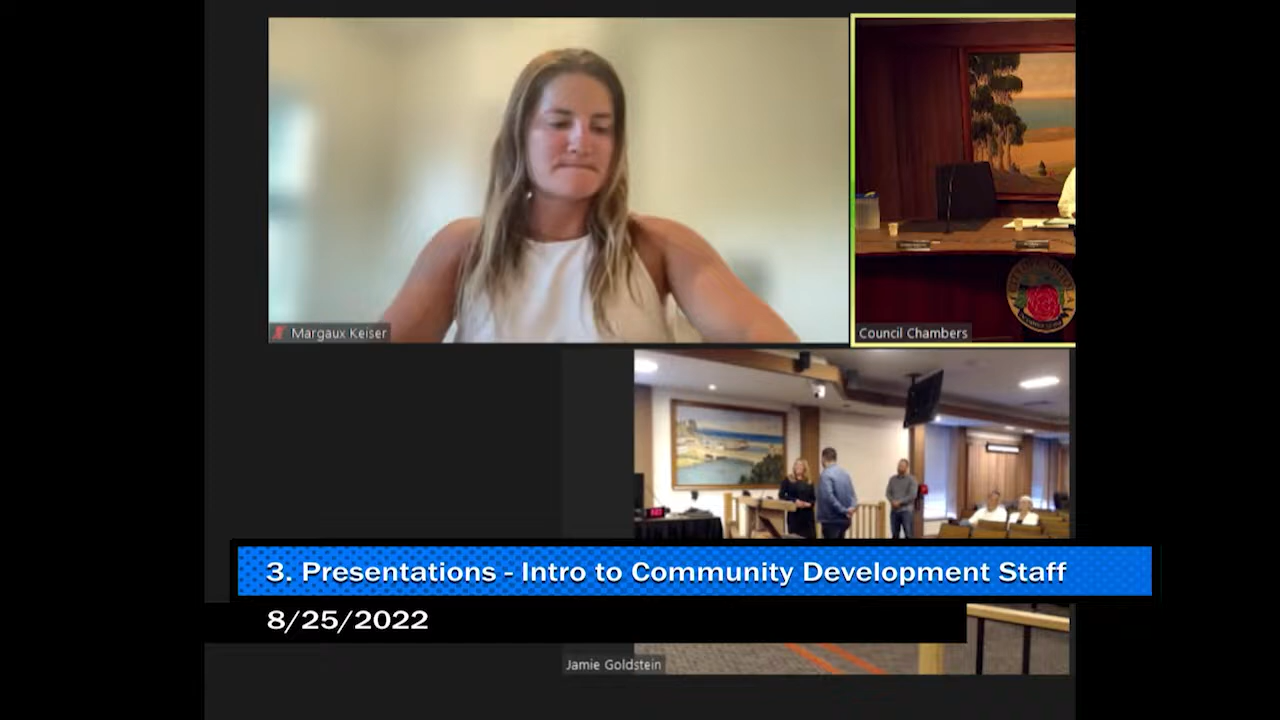 Margaux Keiser
Council Chambers
3. Presentations - Intro to Community Development Staff
8/25/2022
Jamie Goldstein